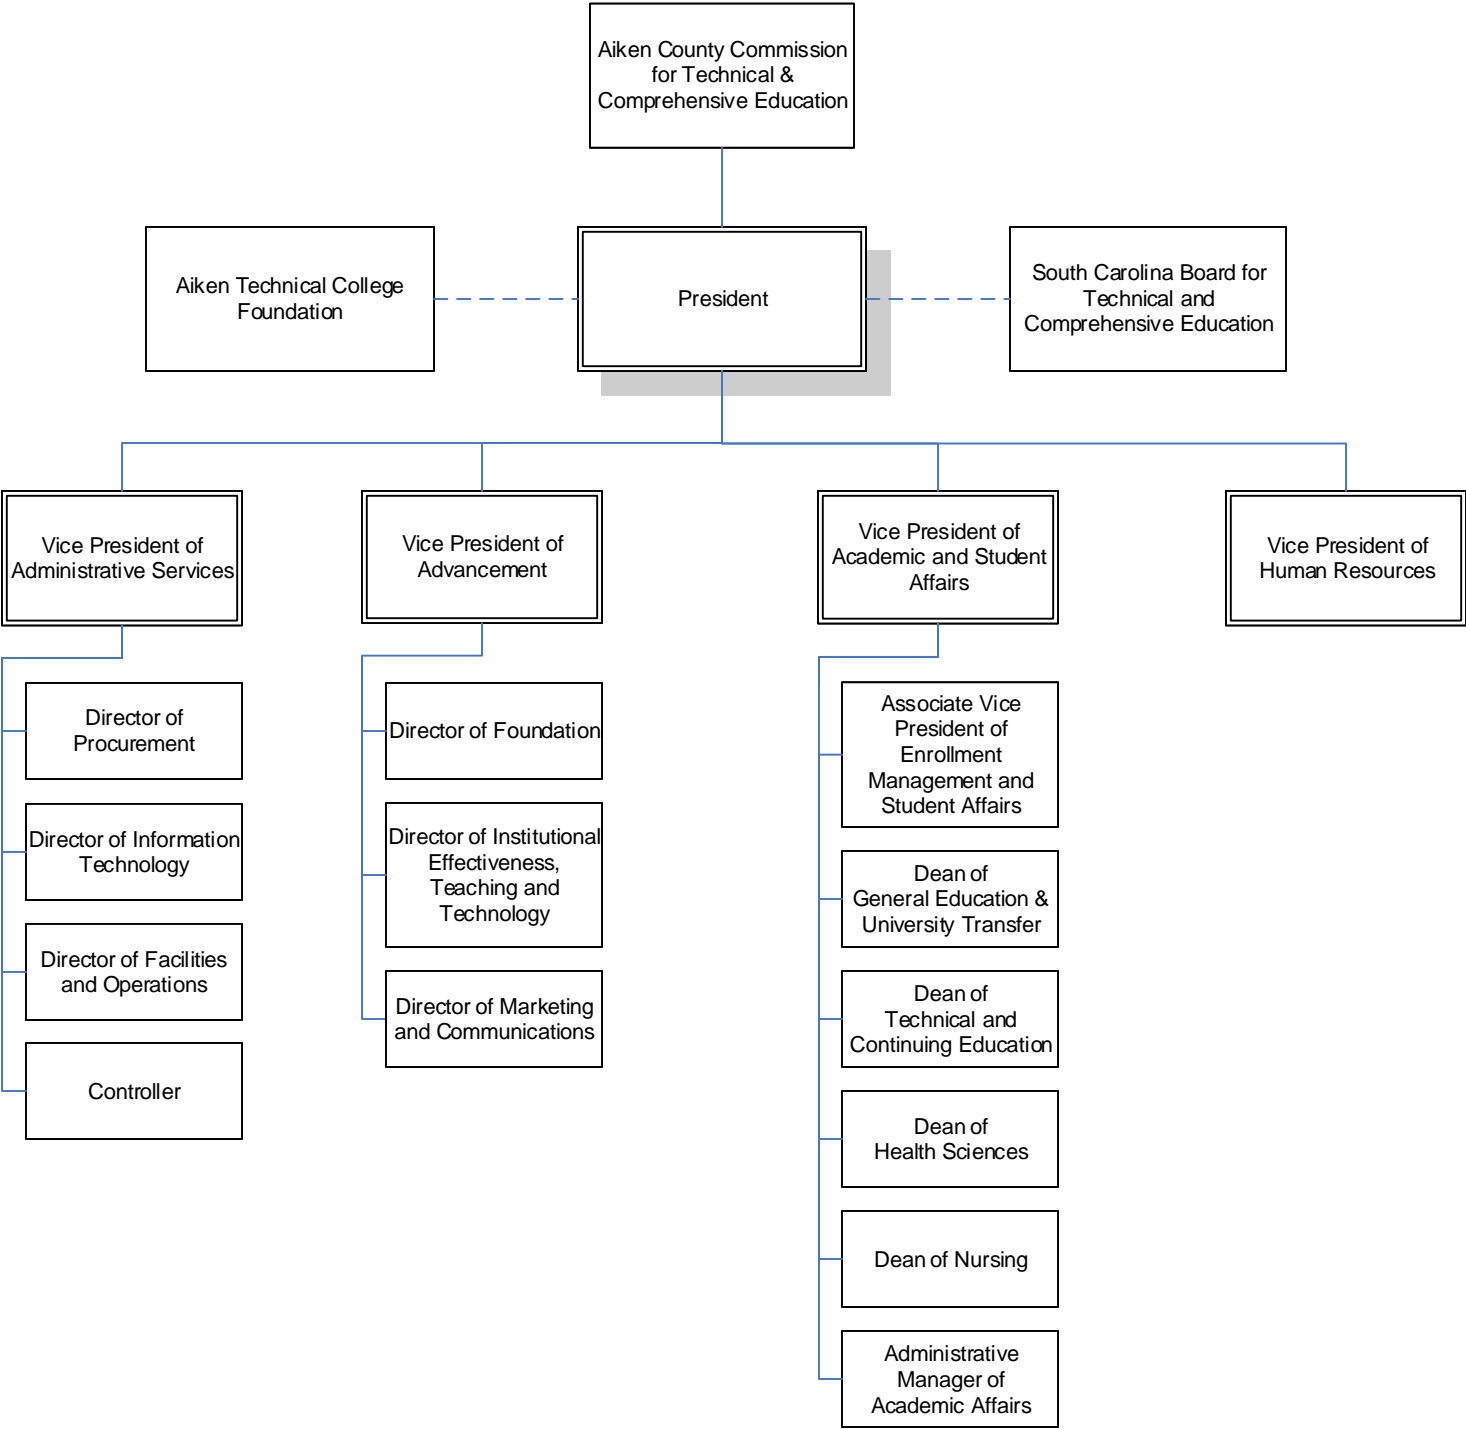 Aiken County Commission
for Technical &
Comprehensive Education
Aiken Technical College
Foundation
President
South Carolina Board for
Technical and
Comprehensive Education
Vice President of
Administrative Services
Vice President of
Advancement
Vice President of
Academic and Student
Affairs
Vice President of
Human Resources
Director of
Procurement
Director of Information
Technology
Director of Facilities
and Operations
Controller
Director of Foundation
Director of Institutional
Effectiveness,
Teaching and
Technology
Director of Marketing
and Communications
Associate Vice
President of
Enrollment
Management and
Student Affairs
Dean of
General Education &
University Transfer
Dean of
Technical and
Continuing Education
Dean of
Health Sciences
Dean of Nursing
Administrative
Manager of
Academic Affairs